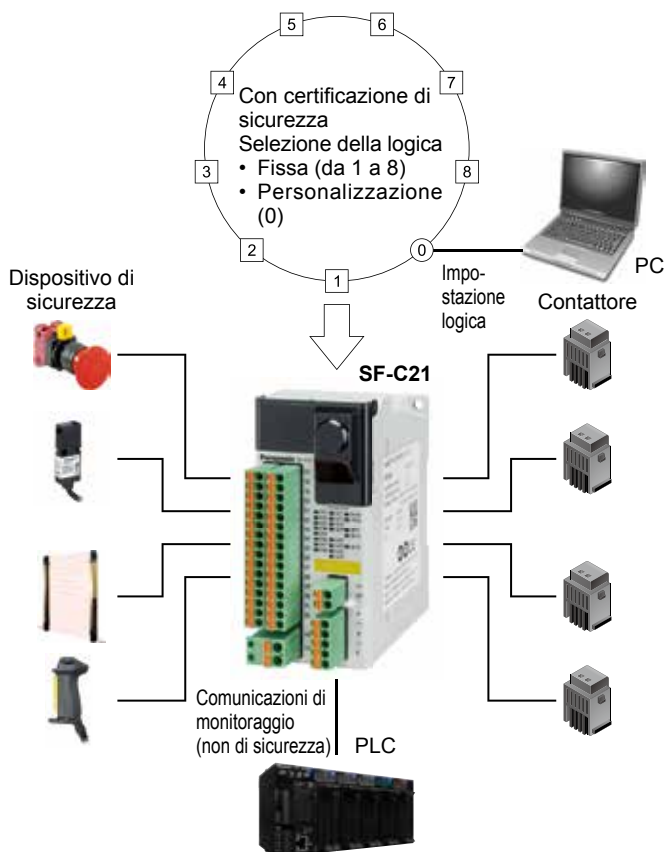 5
6
4
7
Con certificazione di
sicurezza
Selezione della logica
• Fissa (da 1 a 8)
• Personalizzazione
(0)
3
8
2
0
1
PC
Impo-
stazione
logica
Dispositivo di
sicurezza
Contattore
SF-C21
Comunicazioni di
monitoraggio
(non di sicurezza)
PLC